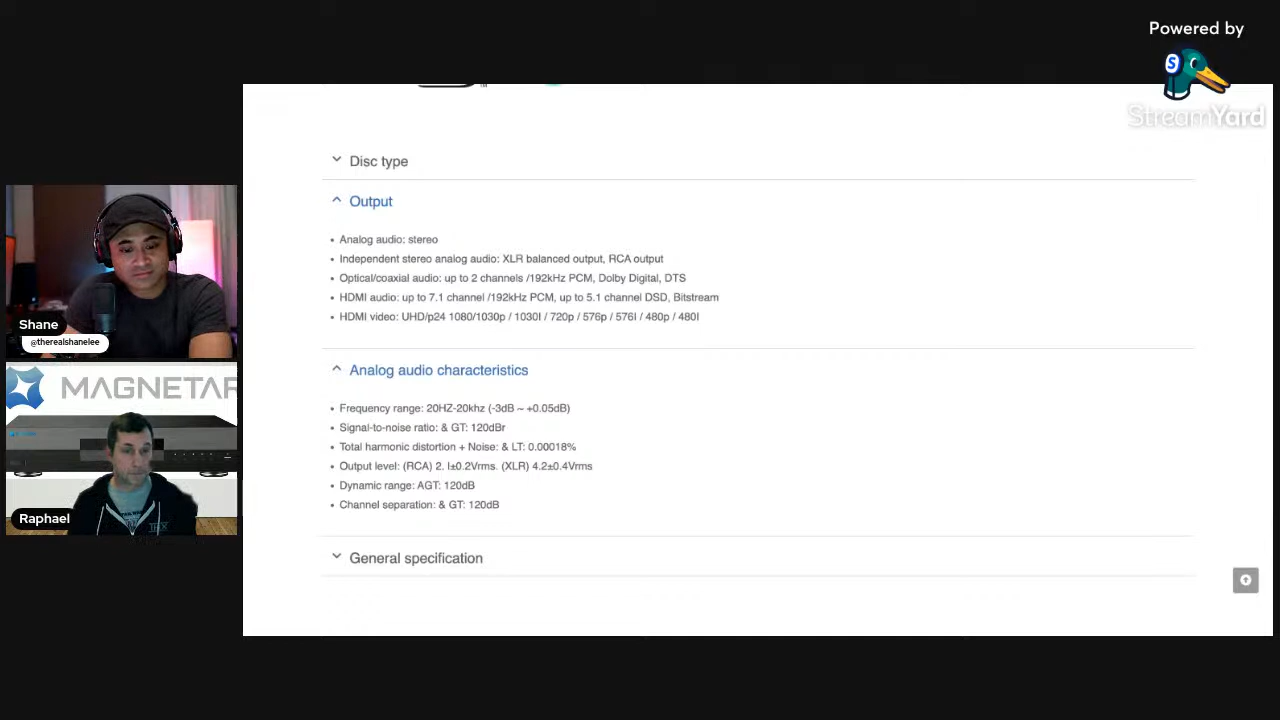 Powered by
S
StreamYard
Disc type
Output
• Analog audio: stereo
• Independent stereo analog audio: XLR balanced output, RCA output
• Optical/coaxial audio: up to 2 channels /192kHz PCM, Dolby Digital, DTS
• HDMI audio: up to 7.1 channel /192kHz PCM, up to 5.1 channel DSD, Bitstream
• HDMI video: UHD/p24 1080/1030p / 1030I / 720p / 576p / 576I / 480p / 480I
Analog audio characteristics
• Frequency range: 20HZ-20khz (-3dB ~ +0.05dB)
• Signal-to-noise ratio: & GT: 120dBr
• Total harmonic distortion + Noise: & LT: 0.00018%
• Output level: (RCA) 2. I±0.2Vrms. (XLR) 4.2±0.4Vrms
• Dynamic range: AGT: 120dB
• Channel separation: & GT: 120dB
General specification
Shane
@therealshanelee
MAGNETAR
Raphael